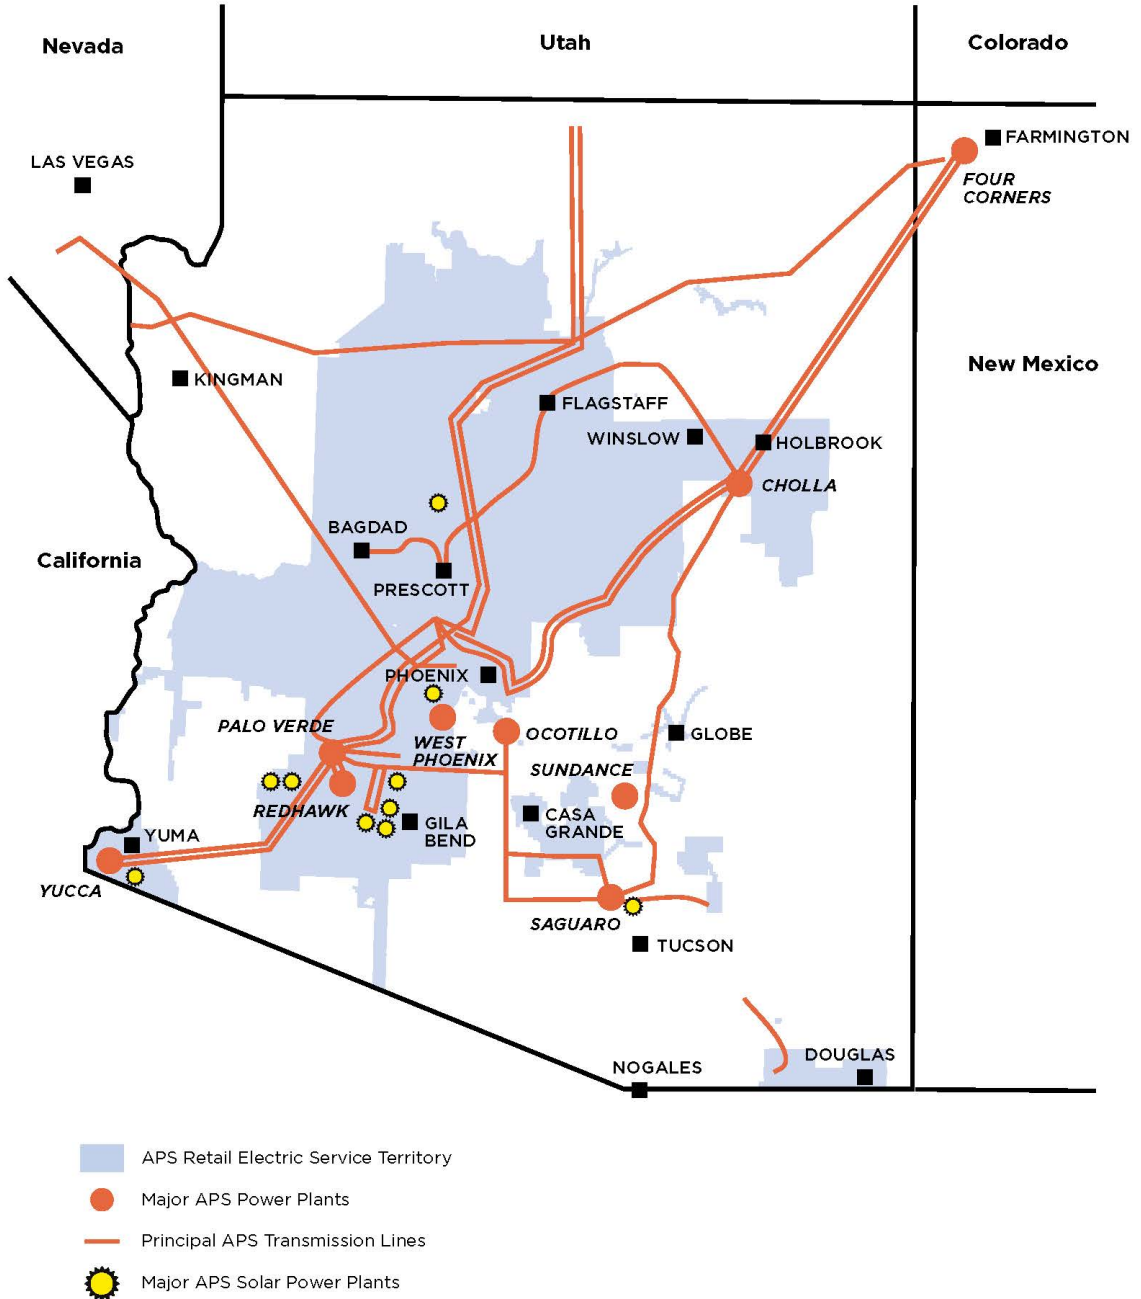 Nevada
Utah
Colorado
LAS VEGAS
FARMINGTON
FOUR
CORNERS
New Mexico
KINGMAN
FLAGSTAFF
WINSLOW
HOLBROOK
CHOLLA
BAGDAD
California
PRESCOTT
PHOENIX
PALO VERDE
WEST
PHOENIX
OCOTILLO
GLOBE
SUNDANCE
REDHAWK
GILA
BEND
CASA
GRANDE
YUMA
YUCCA
SAGUARO
TUCSON
NOGALES
DOUGLAS
APS Retail Electric Service Territory
Major APS Power Plants
Principal APS Transmission Lines
Major APS Solar Power Plants